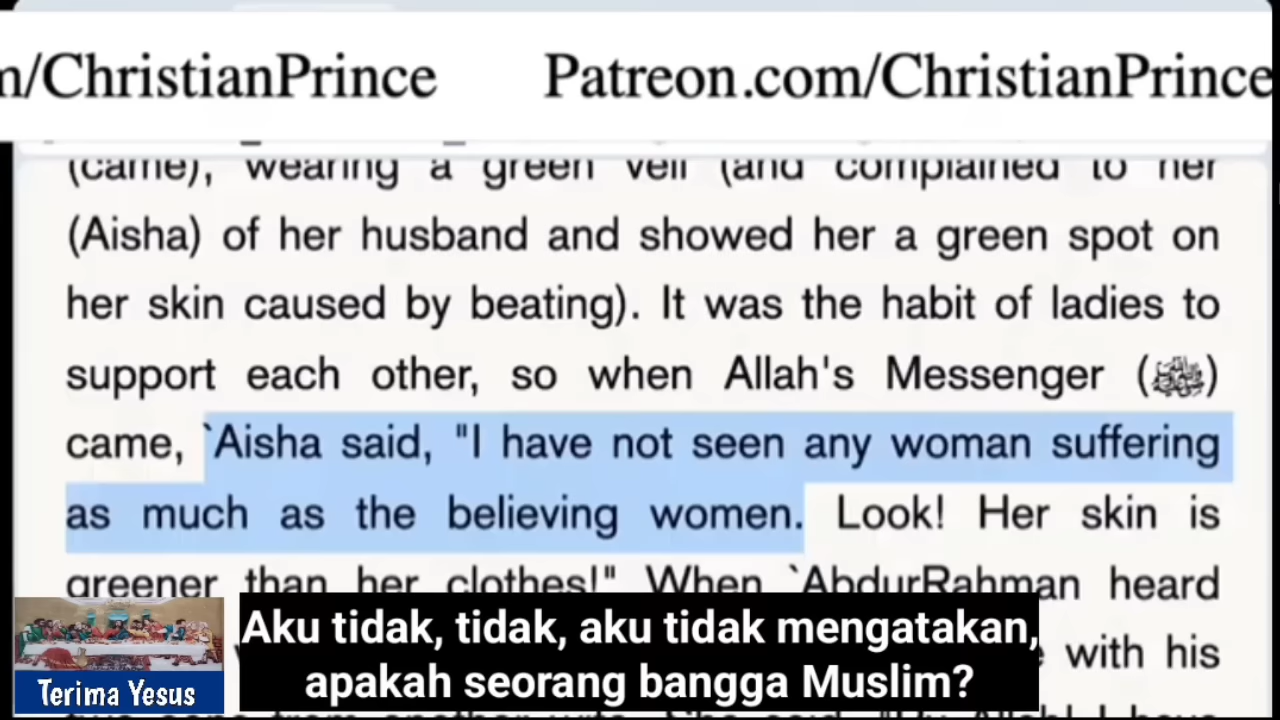 m/ChristianPrince Patreon.com/ChristianPrince
(came), wearing a green veil (and complained to her
(Aisha) of her husband and showed her a green spot on
her skin caused by beating). It was the habit of ladies to
support each other, so when Allah's Messenger (ﷺ)
came, `Aisha said, "I have not seen any woman suffering
as much as the believing women. Look! Her skin is
greener than her clothes!" When `AbdurRahman heard
with his
Terima Yesus
Aku tidak, tidak, aku tidak mengatakan,
apakah seorang bangga Muslim?